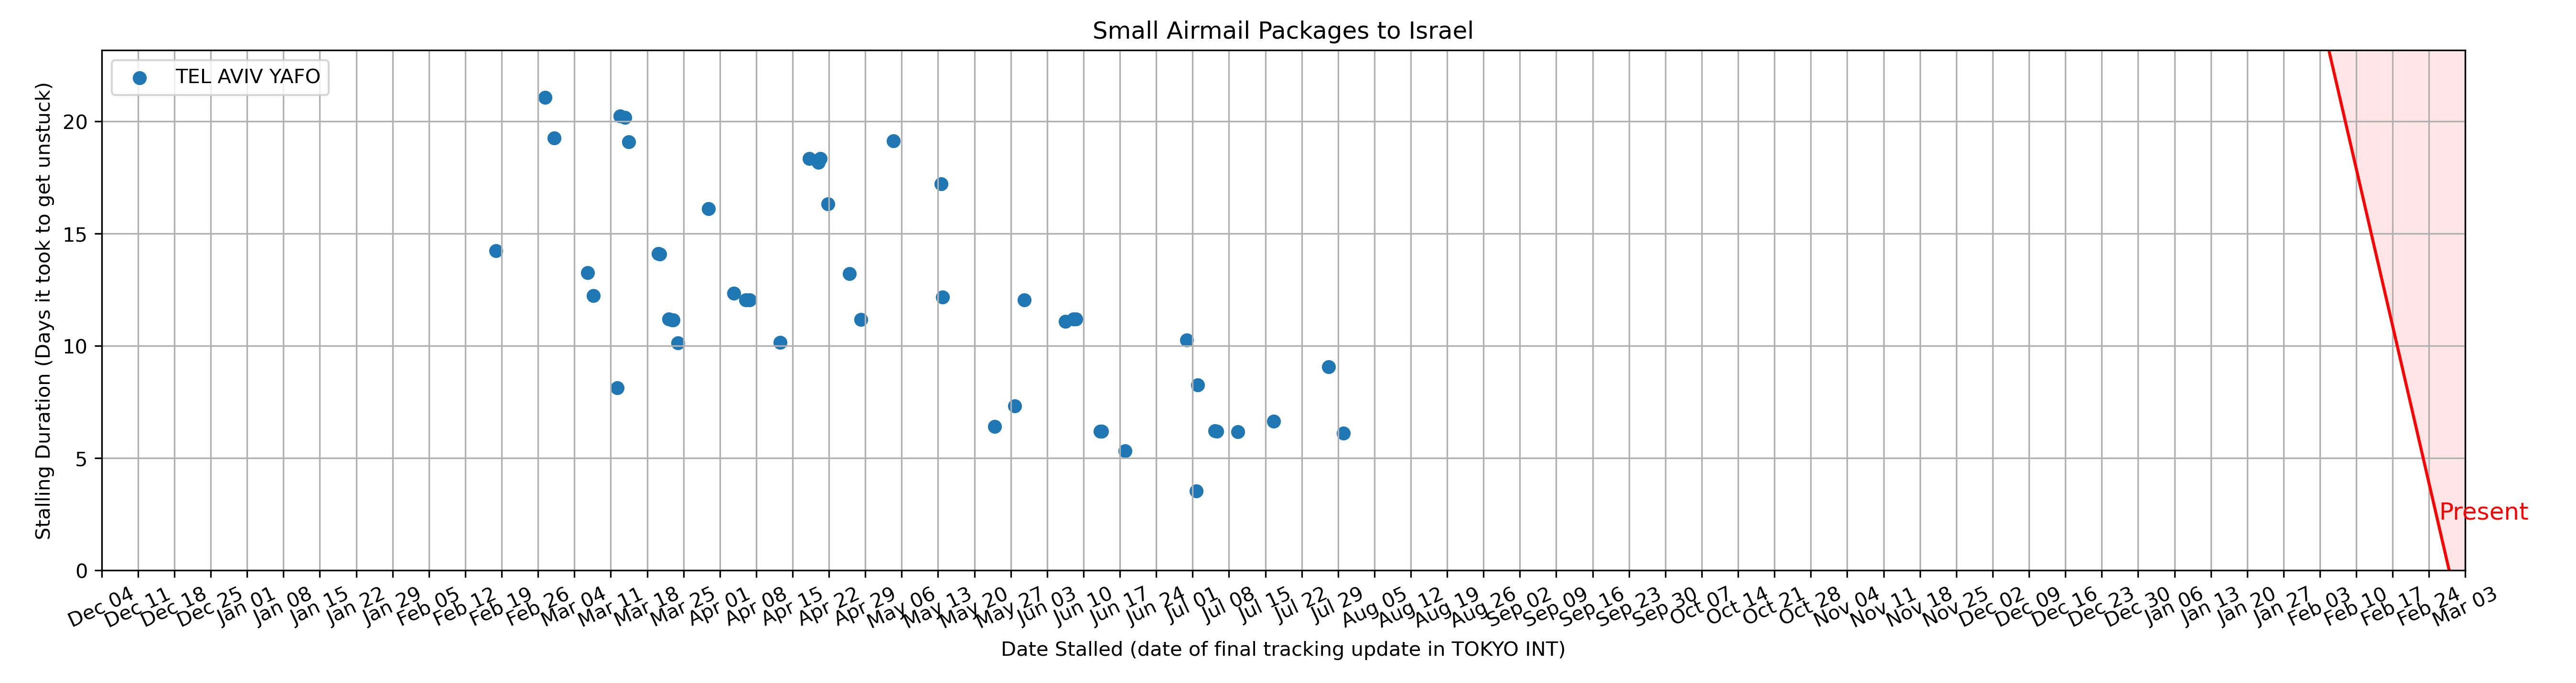 Small Airmail Packages to Israel
TEL AVIV YAFO
Stalling Duration (Days it took to get unstuck)
20
15
10
5
0
Present
Dec 04
Dec 11
Dec 18
Dec 25
Jan 01
Jan 08
Jan 15
Jan 22
Jan 29
Feb 05
Feb 12
Feb 19
Feb 26
Mar 04
Mar 11
Mar 18
Mar 25
Apr 01
Apr 08
Apr 15
Apr 22
Apr 29
May 06
May 13
May 20
May 27
Jun 03
Jun 10
Jun 17
Jun 24
Jul 01
Jul 08
Jul 15
Jul 22
Jul 29
Aug 05
Aug 12
Aug 19
Aug 26
Sep 02
Sep 09
Sep 16
Sep 23
Sep 30
Oct 07
Oct 14
Oct 21
Oct 28
Nov 04
Nov 11
Nov 18
Nov 25
Dec 02
Dec 09
Dec 16
Dec 23
Dec 30
Jan 06
Jan 13
Jan 20
Jan 27
Feb 03
Feb 10
Feb 17
Feb 24
Mar 03
Date Stalled (date of final tracking update in TOKYO INT)